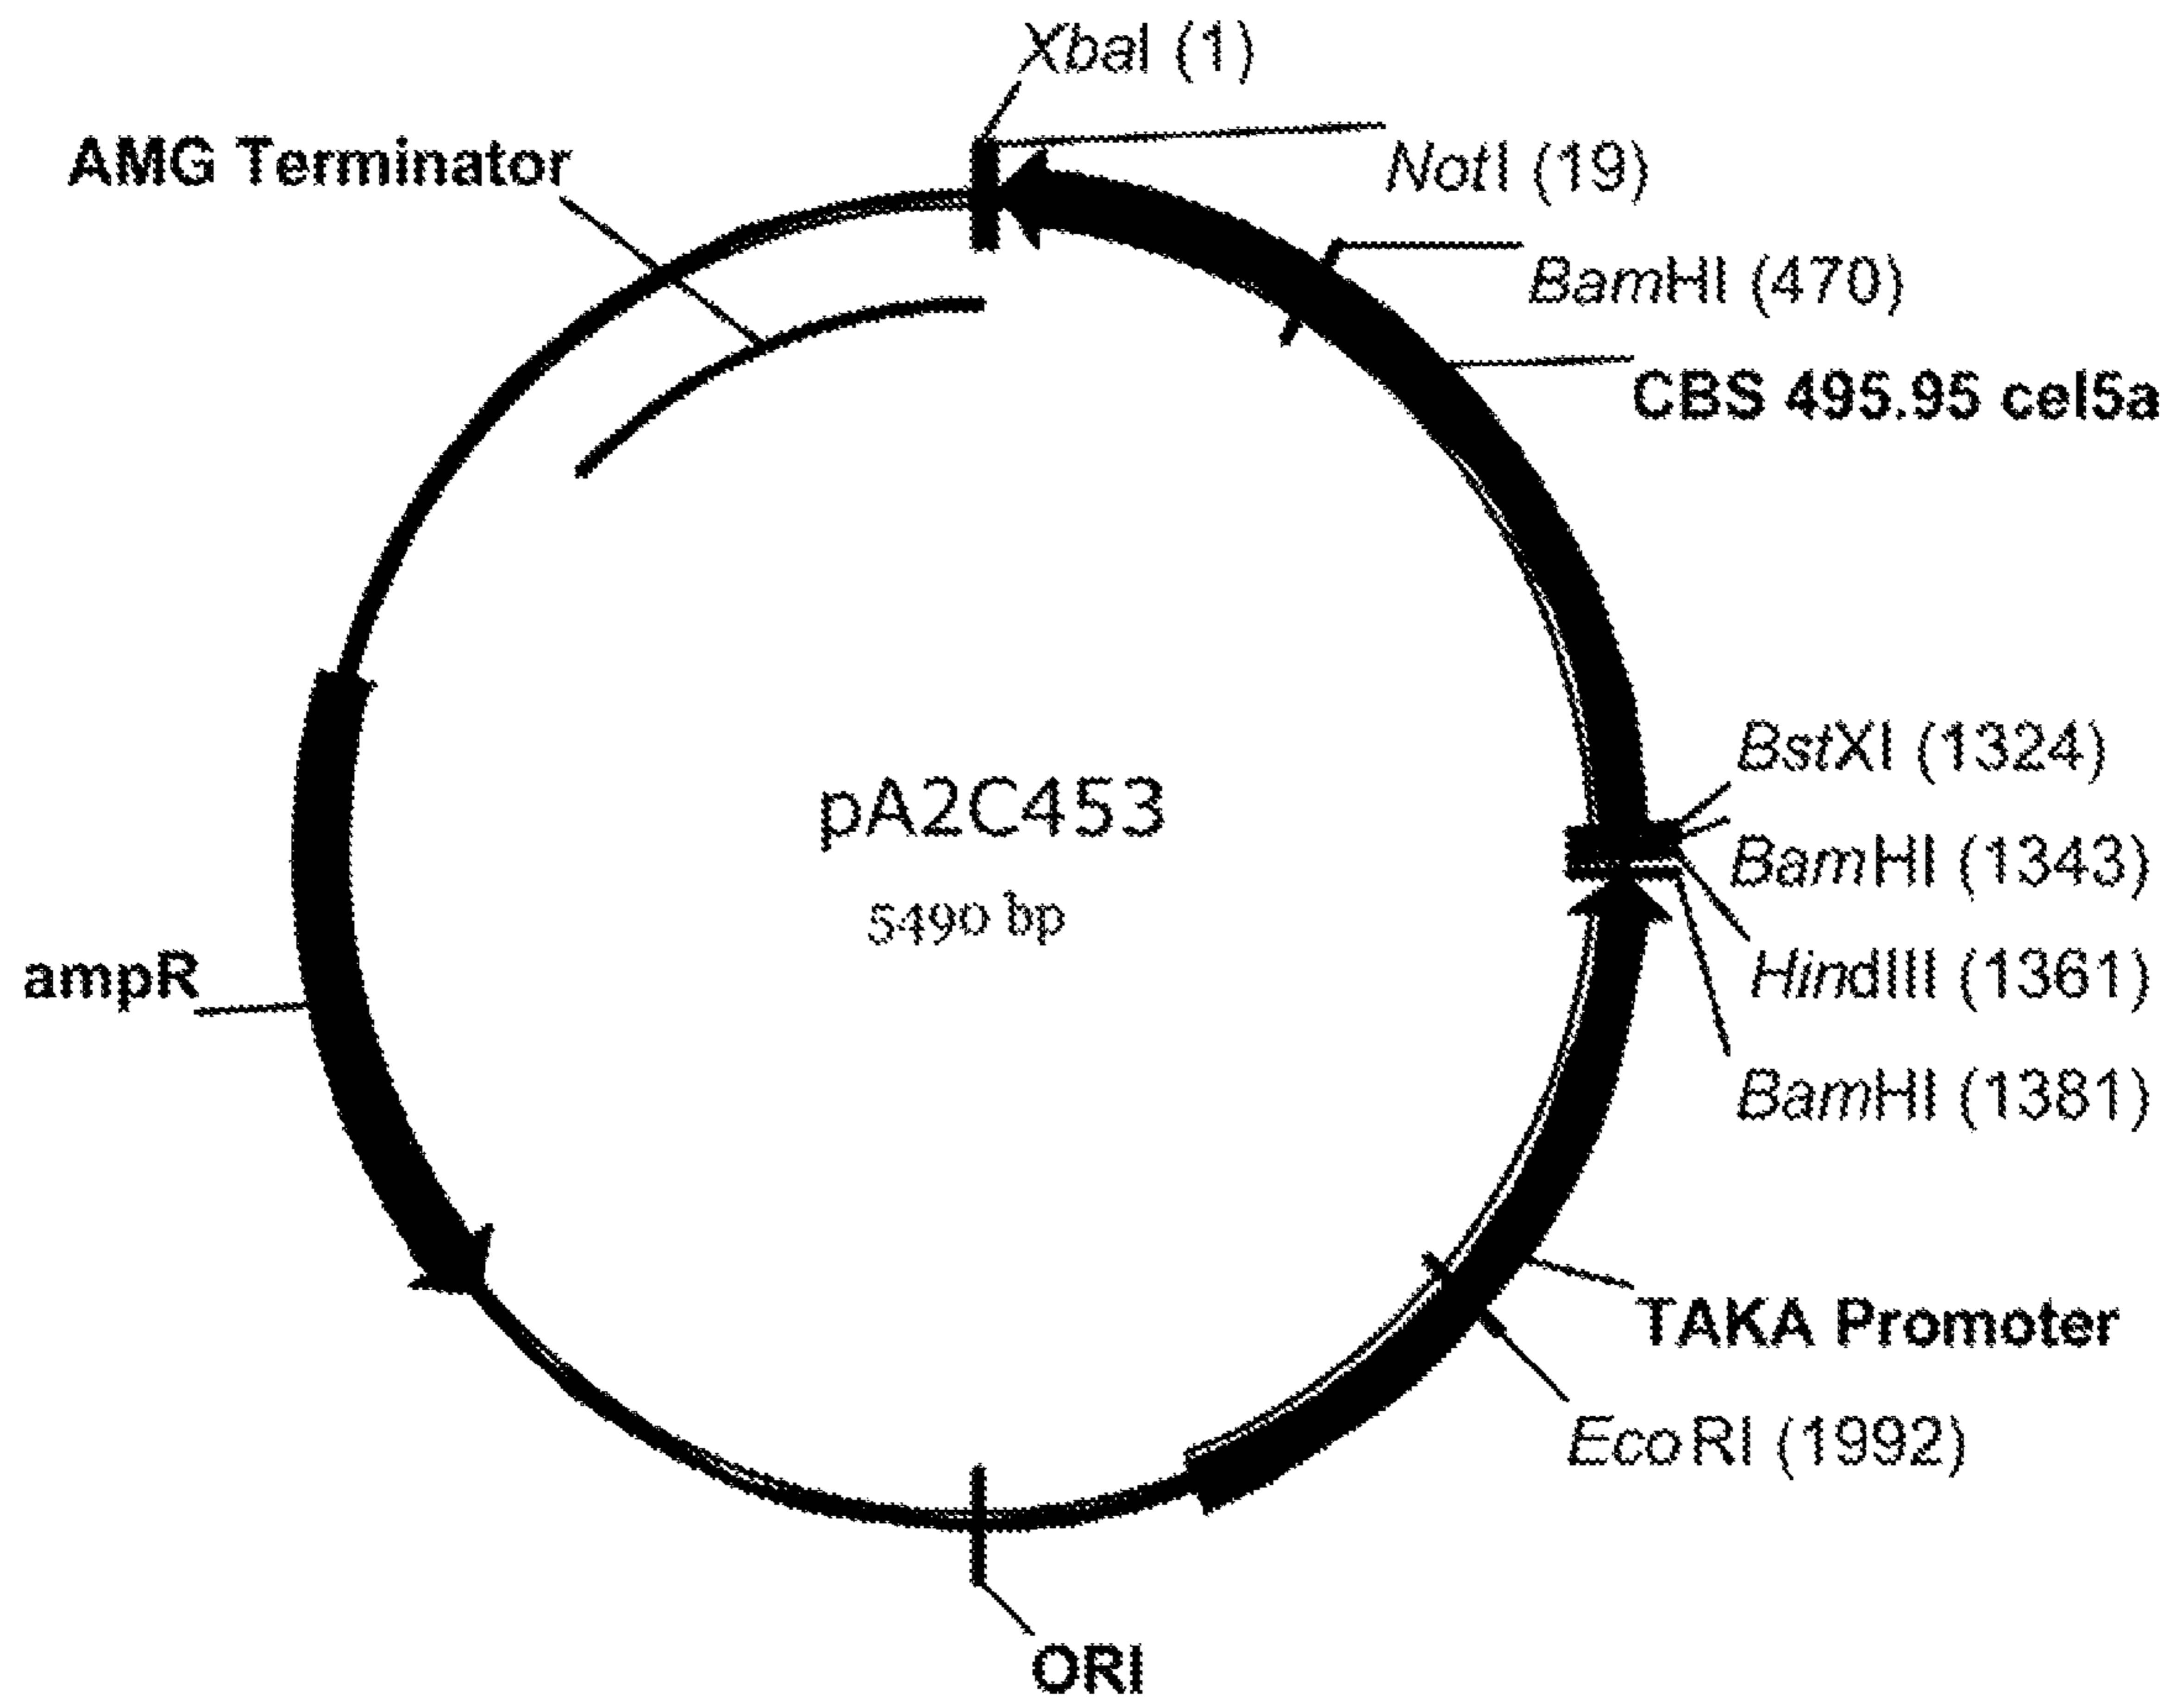 XbaI (1)
AMG Terminator
NotI (19)
BamHI (470)
CBS 495.95 cel5a
BstXI (1324)
pA2C453
BamHI (1343)
5490 bp
ampR
HindIII (1361)
BamHI (1381)
TAKA Promoter
EcoRI (1992)
ORI